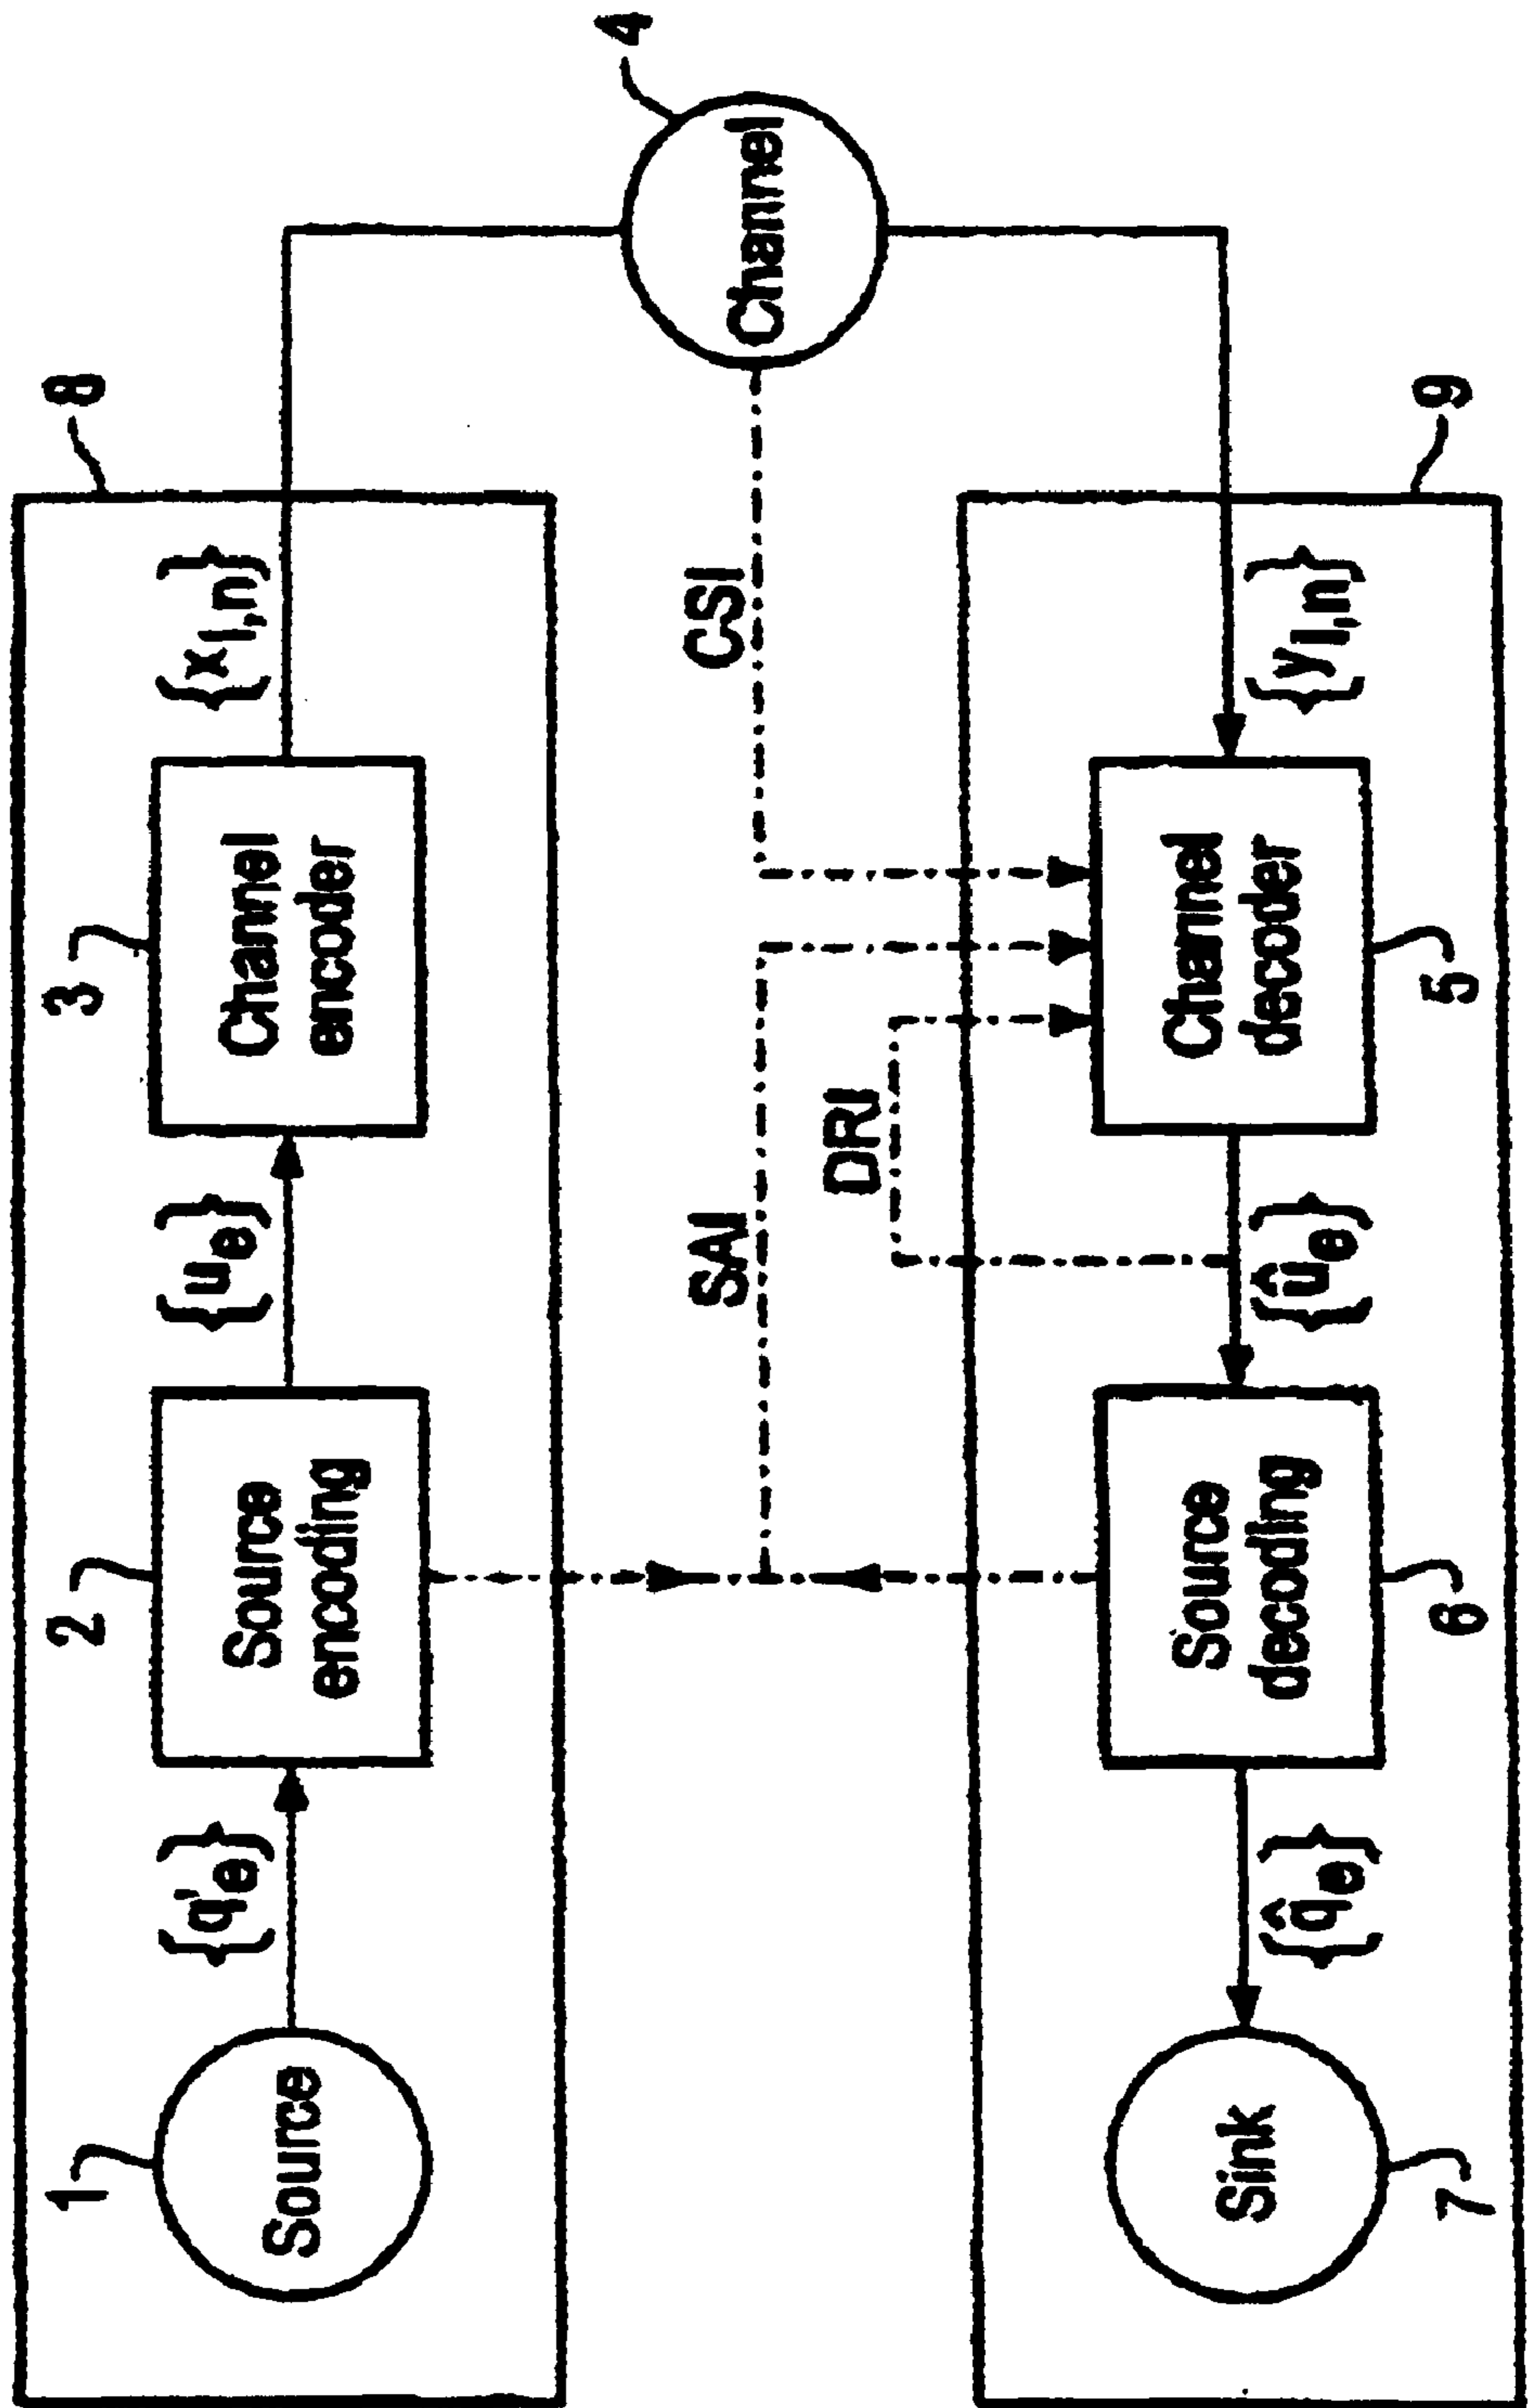 8
1
2
3
{q'e}
{ue}
{xl,n}
Source
Source
encoding
Channel
encoder
4
Channel
SAI
CSI
DRI
Sink
Source
decoding
Channel
decoder
{q̂e}
{ûe}
{yl,n}
7
6
5
9